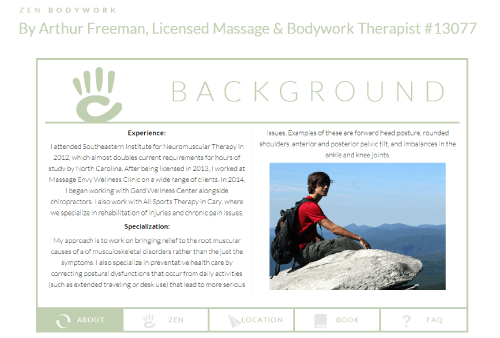 ZEN BODYWORK
By Arthur Freeman, Licensed Massage & Bodywork Therapist #13077
BACKGROUND
Experience:
I attended Southeastern Institute for Neuromuscular Therapy in
2012, which almost doubles current requirements for hours of
study by North Carolina. After being licensed in 2013, I worked at
Massage Envy Wellness Clinic on a wide range of clients. In 2014,
I began working with Gard Wellness Center alongside
chiropractors. I also work with All Sports Therapy in Cary, where
we specialize in rehabilitation of injuries and chronic pain issues.
Specialization:
My approach is to work on bringing relief to the root muscular
causes of a of musculoskeletal disorders rather than the just the
symptoms. I also specialize in preventative health care by
correcting postural dysfunctions that occur from daily activities
(such as extended traveling or desk use) that lead to more serious
issues. Examples of these are forward head posture, rounded
shoulders, anterior and posterior pelvic tilt, and imbalances in the
ankle and knee joints.
ABOUT
ZEN
LOCATION
BOOK
FAQ